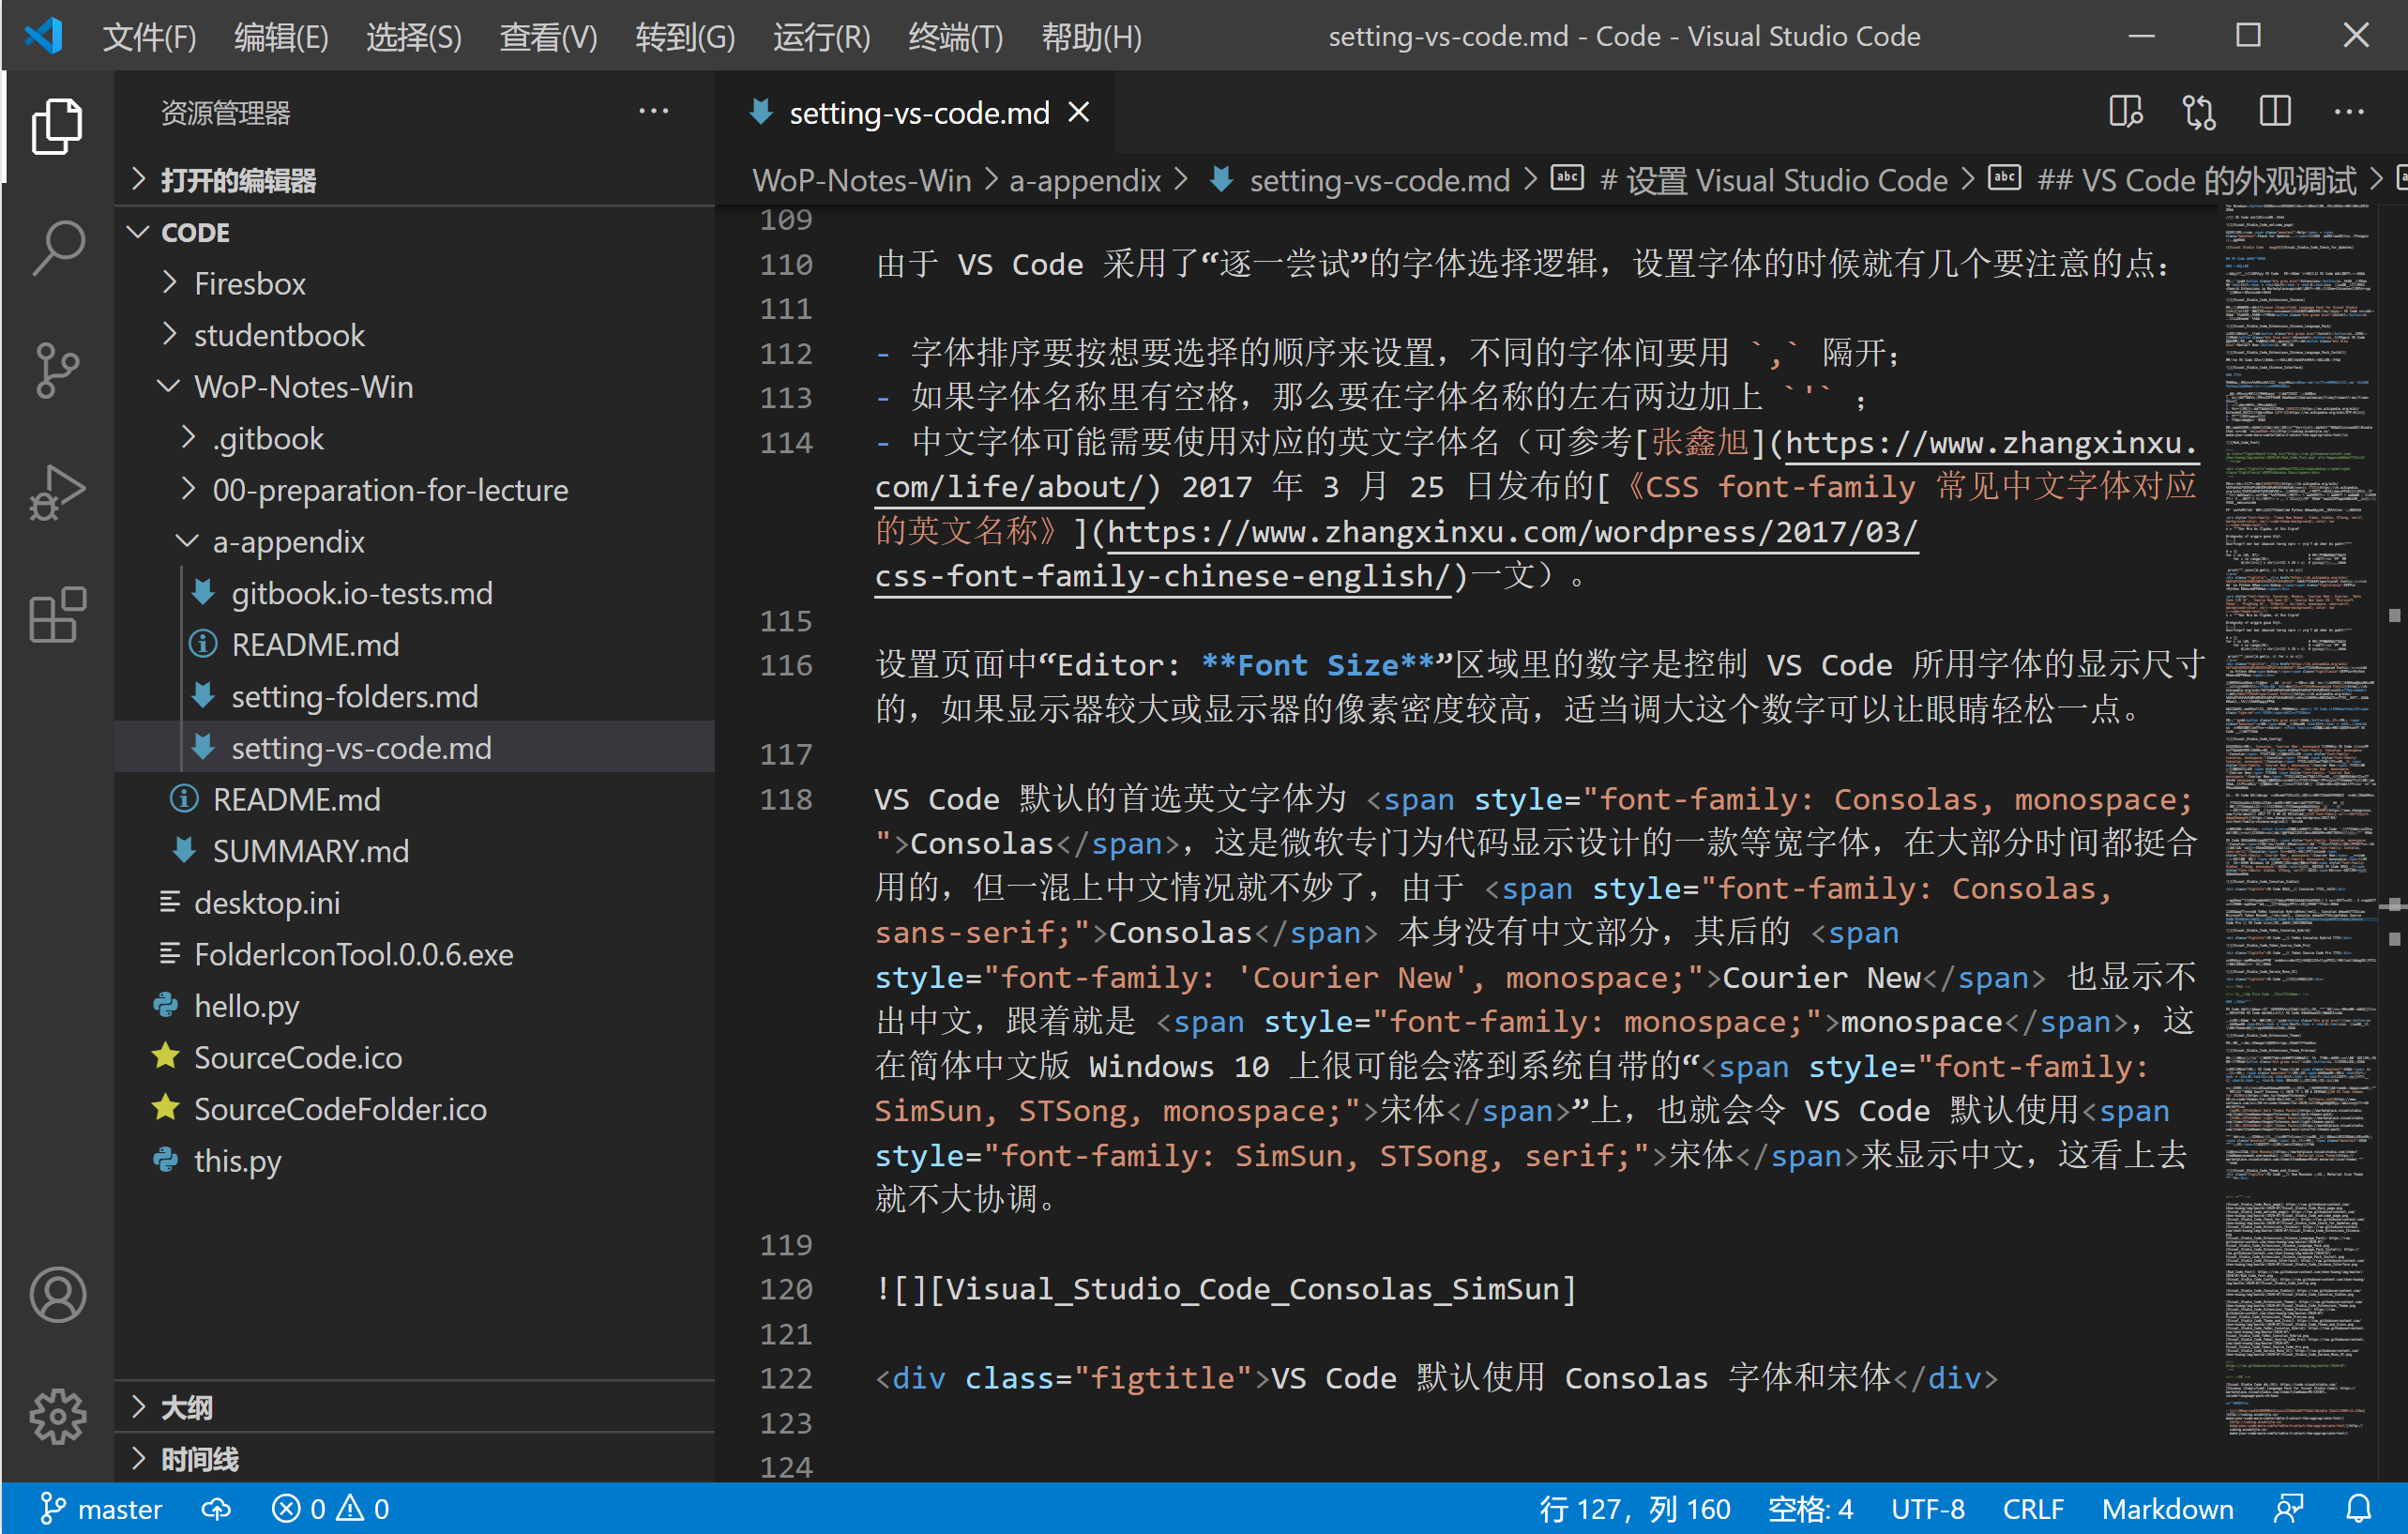 文件(F) 编辑(E) 选择(S) 查看(V) 转到(G) 运行(R) 终端(T) 帮助(H) setting-vs-code.md - Code - Visual Studio Code
资源管理器
打开的编辑器
CODE
Firesbox
studentbook
WoP-Notes-Win
.gitbook
00-preparation-for-lecture
a-appendix
gitbook.io-tests.md
README.md
setting-folders.md
setting-vs-code.md
README.md
SUMMARY.md
desktop.ini
FolderIconTool.0.0.6.exe
hello.py
SourceCode.ico
SourceCodeFolder.ico
this.py
大纲
时间线
setting-vs-code.md
WoP-Notes-Win > a-appendix > setting-vs-code.md > # 设置 Visual Studio Code > ## VS Code 的外观调试 >
109
110 由于 VS Code 采用了“逐一尝试”的字体选择逻辑，设置字体的时候就有几个要注意的点：
111
112 - 字体排序要按想要选择的顺序来设置，不同的字体间要用 `,` 隔开；
113 - 如果字体名称里有空格，那么要在字体名称的左右两边加上 `'` ；
114 - 中文字体可能需要使用对应的英文字体名（可参考[张鑫旭](https://www.zhangxinxu.
com/life/about/) 2017 年 3 月 25 日发布的[《CSS font-family 常见中文字体对应
的英文名称》](https://www.zhangxinxu.com/wordpress/2017/03/
css-font-family-chinese-english/)一文）。
115
116 设置页面中“Editor: **Font Size**”区域里的数字是控制 VS Code 所用字体的显示尺寸
的，如果显示器较大或显示器的像素密度较高，适当调大这个数字可以让眼睛轻松一点。
117
118 VS Code 默认的首选英文字体为 <span style="font-family: Consolas, monospace;
">Consolas</span>，这是微软专门为代码显示设计的一款等宽字体，在大部分时间都挺合
用的，但一混上中文情况就不妙了，由于 <span style="font-family: Consolas,
sans-serif;">Consolas</span> 本身没有中文部分，其后的 <span
style="font-family: 'Courier New', monospace;">Courier New</span> 也显示不
出中文，跟着就是 <span style="font-family: monospace;">monospace</span>，这
在简体中文版 Windows 10 上很可能会落到系统自带的“<span style="font-family:
SimSun, STSong, monospace;">宋体</span>”上，也就会令 VS Code 默认使用<span
style="font-family: SimSun, STSong, serif;">宋体</span>来显示中文，这看上去
就不大协调。
119
120 ![][Visual_Studio_Code_Consolas_SimSun]
121
122 <div class="figtitle">VS Code 默认使用 Consolas 字体和宋体</div>
123
124
master 0 0 行 127，列 160 空格: 4 UTF-8 CRLF Markdown